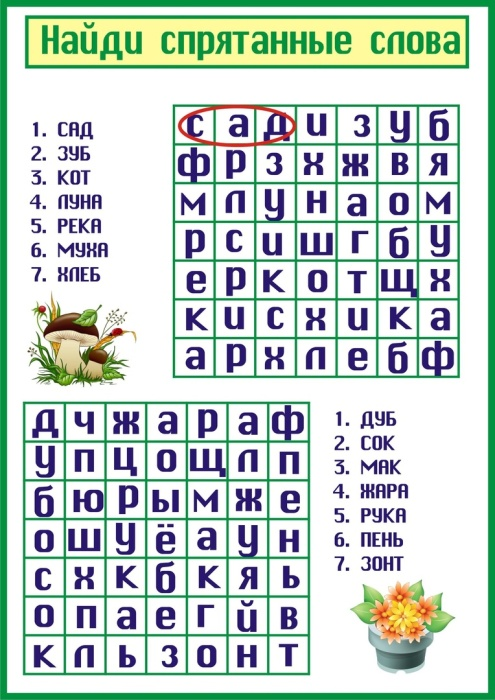 Найди спрятанные слова
1. САД
2. ЗУБ
3. КОТ
4. ЛУНА
5. РЕКА
6. МУХА
7. ХЛЕБ
с а д и з у б
ф р з х ж в я
м л у н а о м
р с и ш г б у
е р к о т щ х
к и с х и к а
а р х л е б ф
д ч ж а р а ф
у п ц о щ л п
б ю р ы м ж е
о ш у ё а у н
с х к б к я ь
о п а е г й в
к л ь з о н т
1. ДУБ
2. СОК
3. МАК
4. ЖАРА
5. РУКА
6. ПЕНЬ
7. ЗОНТ